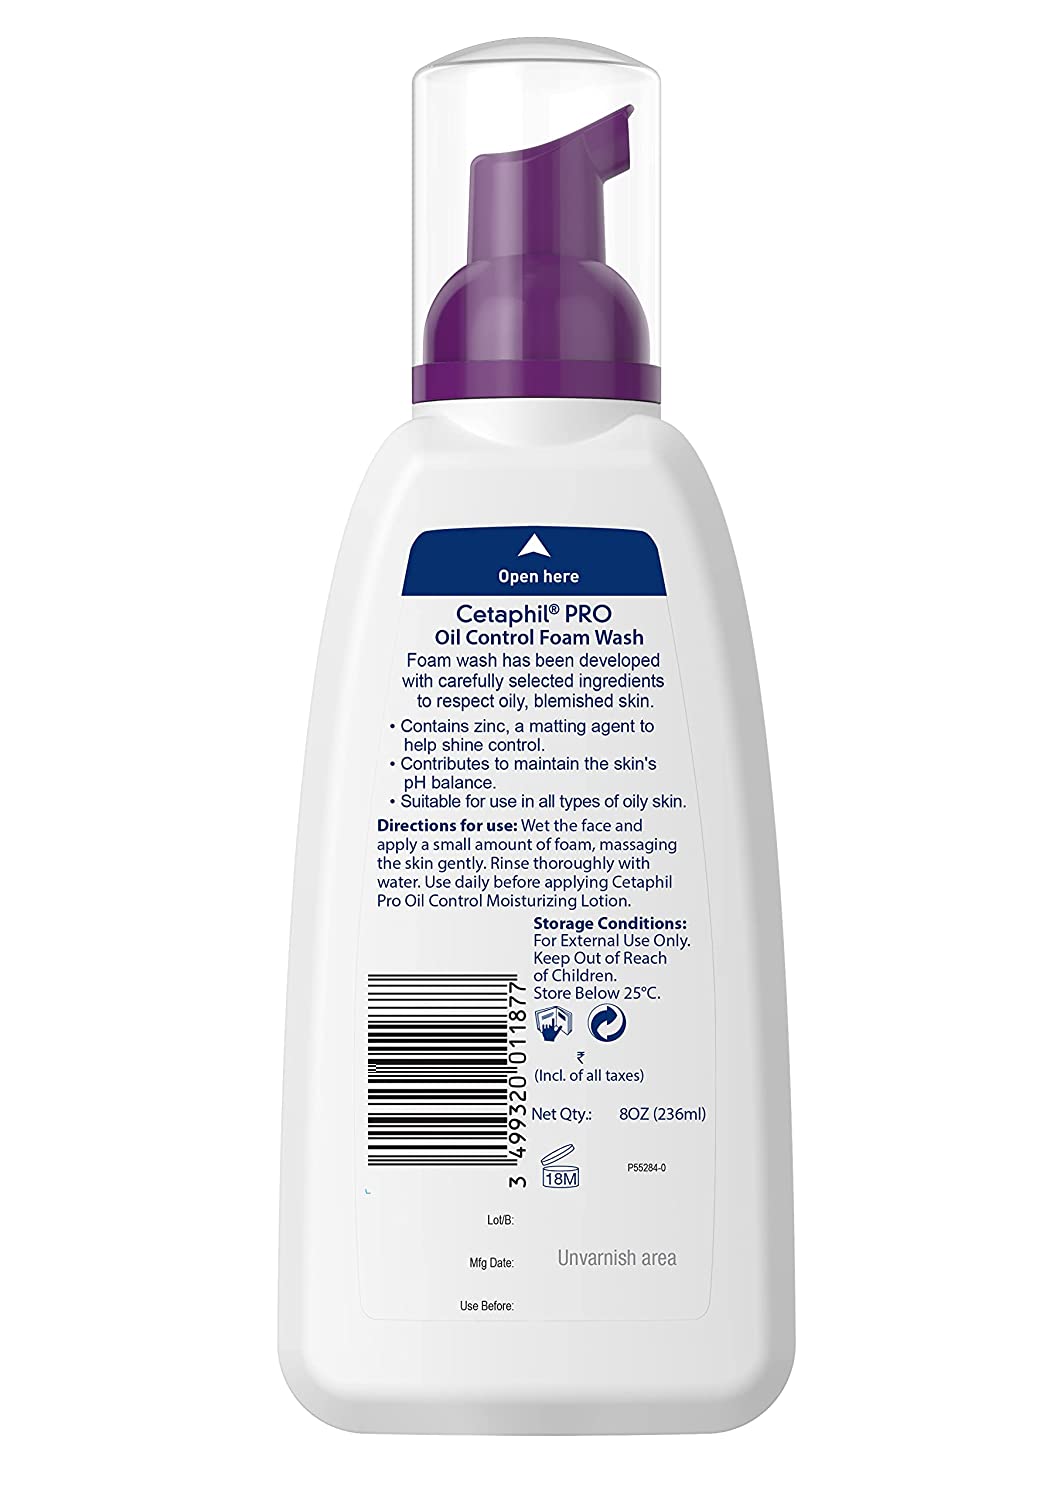 Open here
Cetaphil® PRO
Oil Control Foam Wash
Foam wash has been developed
with carefully selected ingredients
to respect oily, blemished skin.
• Contains zinc, a matting agent to
help shine control.
• Contributes to maintain the skin's
pH balance.
• Suitable for use in all types of oily skin.
Directions for use: Wet the face and
apply a small amount of foam, massaging
the skin gently. Rinse thoroughly with
water. Use daily before applying Cetaphil
Pro Oil Control Moisturizing Lotion.
Storage Conditions:
For External Use Only.
Keep Out of Reach
of Children.
Store Below 25°C.
₹
(Incl. of all taxes)
Net Qty.: 8OZ (236ml)
3 499320 011877
18M
P55284-0
Lot/B:
Mfg Date:
Unvarnish area
Use Before: